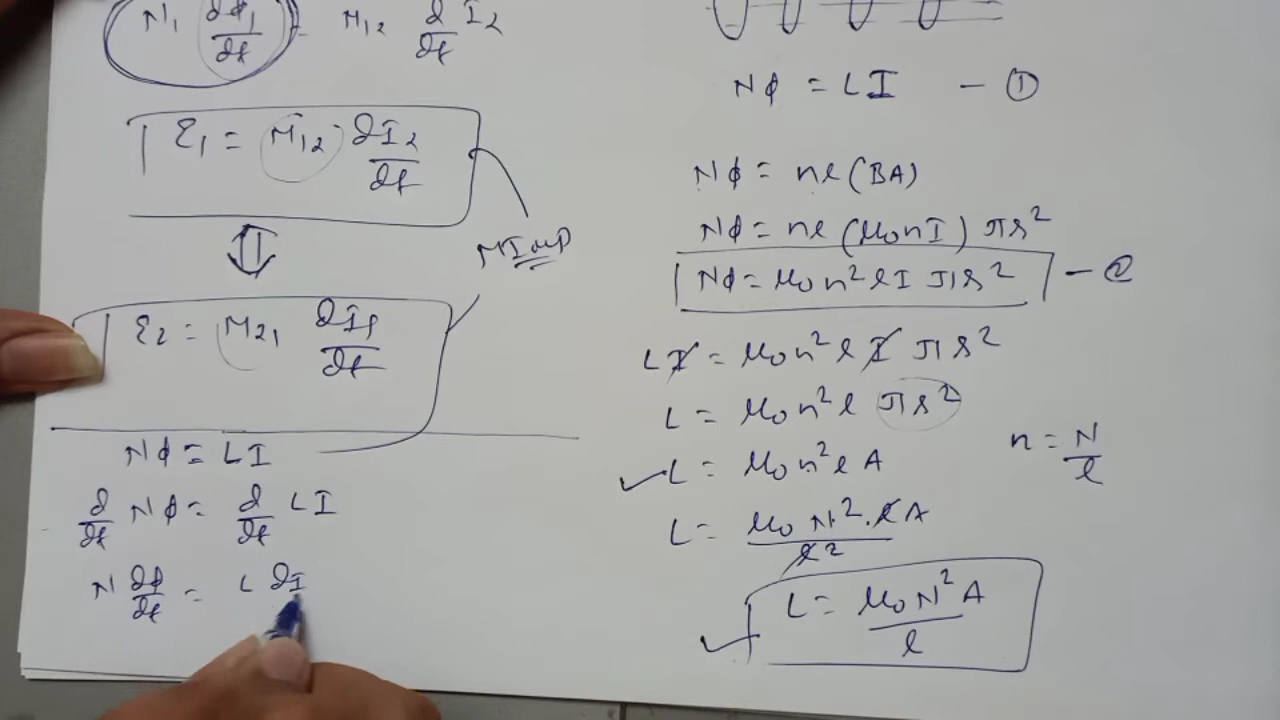 N₁ dφ₁/dt = M₁₂ d/dt I₂
ε₁ = M₁₂ dI₂/dt
ε₂ = M₂₁ dI₁/dt
Nφ = LI
d/dt Nφ = d/dt LI
N dφ/dt = L dI
Nφ = LI — ①
Nφ = nl (BA)
Nφ = nl (μ₀nI) πr²
Nφ = μ₀n²lI πr² — ②
LI = μ₀n²l I πr²
L = μ₀n²l πr²
L = μ₀n²l A
n = N/l
L = μ₀N².lA/l²
L = μ₀N²A/l